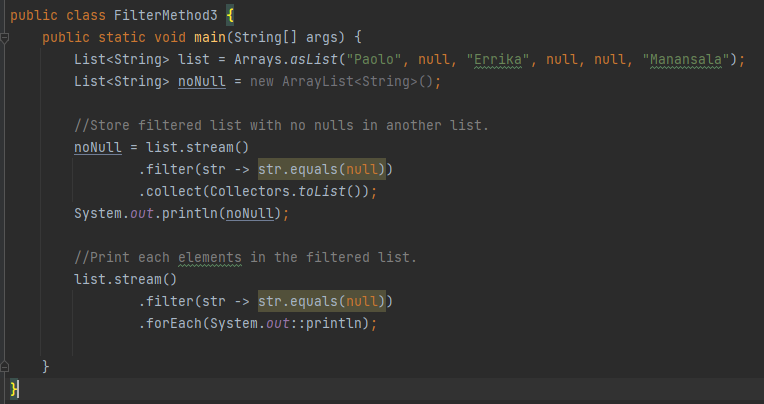 public class FilterMethod3 {
public static void main(String[] args) {
List<String> list = Arrays.asList("Paolo", null, "Errika", null, null, "Manansala");
List<String> noNull = new ArrayList<String>();
//Store filtered list with no nulls in another list.
noNull = list.stream()
.filter(str -> str.equals(null))
.collect(Collectors.toList());
System.out.println(noNull);
//Print each elements in the filtered list.
list.stream()
.filter(str -> str.equals(null))
.forEach(System.out::println);
}
}